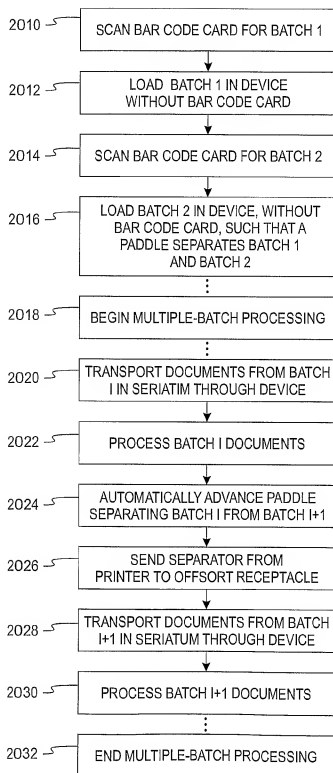 2010
SCAN BAR CODE CARD FOR BATCH 1
2012
LOAD BATCH 1 IN DEVICE
WITHOUT BAR CODE CARD
2014
SCAN BAR CODE CARD FOR BATCH 2
2016
LOAD BATCH 2 IN DEVICE, WITHOUT
BAR CODE CARD, SUCH THAT A
PADDLE SEPARATES BATCH 1
AND BATCH 2
2018
BEGIN MULTIPLE-BATCH PROCESSING
2020
TRANSPORT DOCUMENTS FROM BATCH
I IN SERIATIM THROUGH DEVICE
2022
PROCESS BATCH I DOCUMENTS
2024
AUTOMATICALLY ADVANCE PADDLE
SEPARATING BATCH I FROM BATCH I+1
2026
SEND SEPARATOR FROM
PRINTER TO OFFSORT RECEPTACLE
2028
TRANSPORT DOCUMENTS FROM BATCH
I+1 IN SERIATUM THROUGH DEVICE
2030
PROCESS BATCH I+1 DOCUMENTS
2032
END MULTIPLE-BATCH PROCESSING